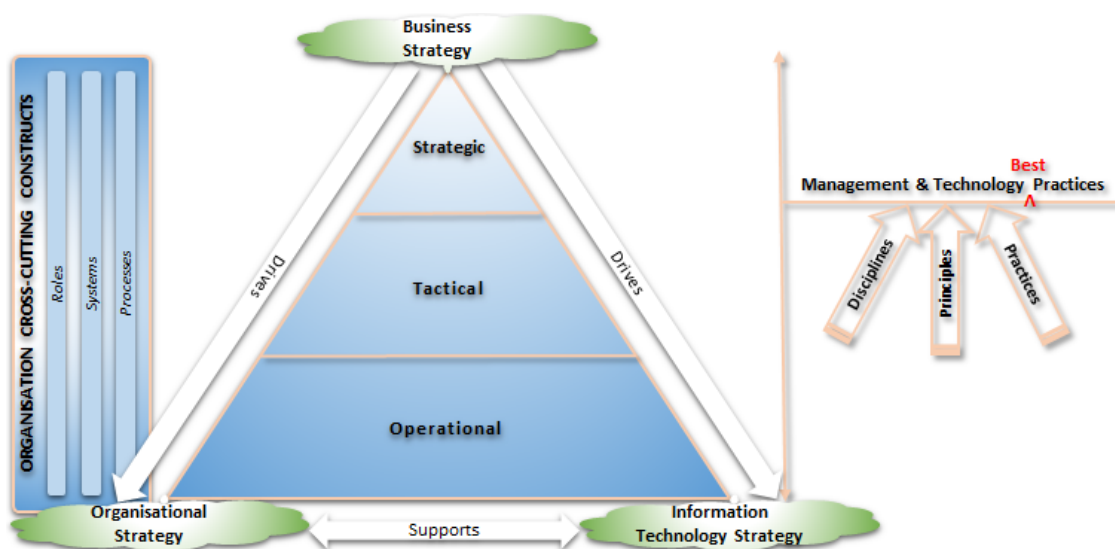 Business
Strategy
ORGANISATION CROSS-CUTTING CONSTRUCTS
Roles
Systems
Processes
Strategic
Tactical
Operational
Drives
Drives
Organisational
Strategy
Supports
Information
Technology Strategy
Best
Management & Technology Practices
^
Disciplines
Principles
Practices